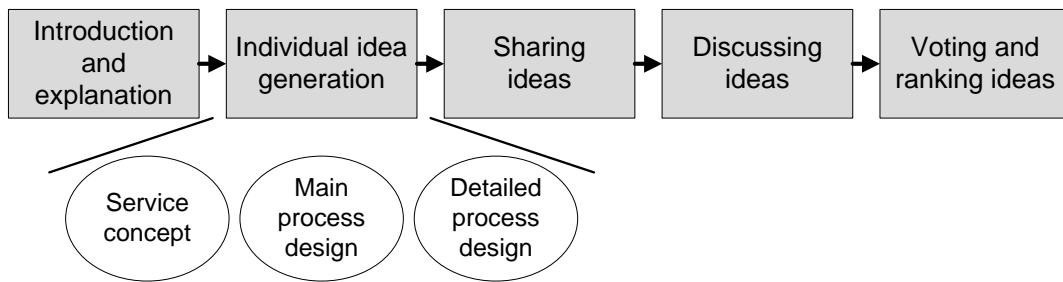 Introduction
and
explanation
Individual idea
generation
Sharing
ideas
Discussing
ideas
Voting and
ranking ideas
Service
concept
Main
process
design
Detailed
process
design